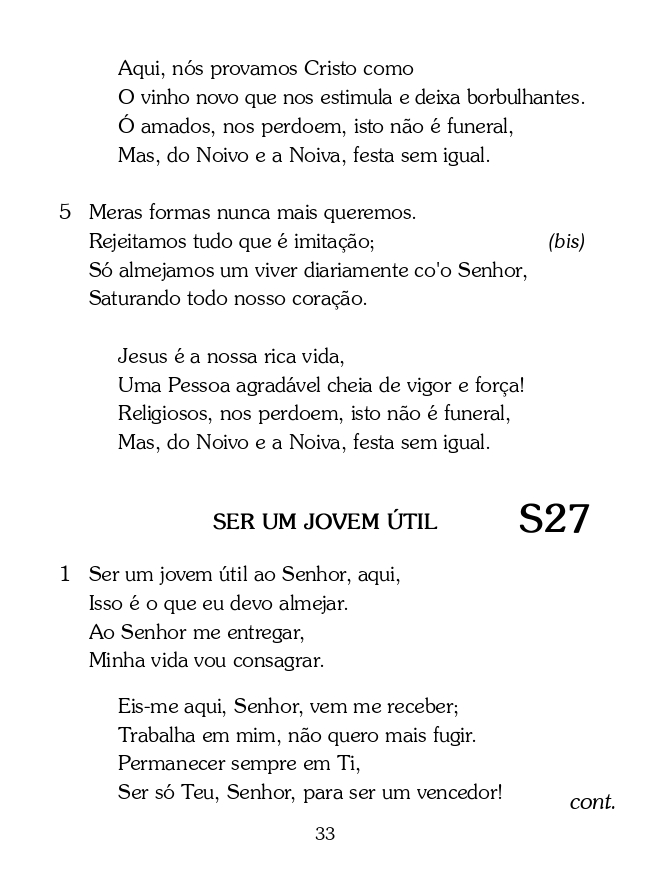 Aqui, nós provamos Cristo como
O vinho novo que nos estimula e deixa borbulhantes.
Ó amados, nos perdoem, isto não é funeral,
Mas, do Noivo e a Noiva, festa sem igual.
5 Meras formas nunca mais queremos.
Rejeitamos tudo que é imitação; (bis)
Só almejamos um viver diariamente co'o Senhor,
Saturando todo nosso coração.
Jesus é a nossa rica vida,
Uma Pessoa agradável cheia de vigor e força!
Religiosos, nos perdoem, isto não é funeral,
Mas, do Noivo e a Noiva, festa sem igual.
SER UM JOVEM ÚTIL S27
1 Ser um jovem útil ao Senhor, aqui,
Isso é o que eu devo almejar.
Ao Senhor me entregar,
Minha vida vou consagrar.
Eis-me aqui, Senhor, vem me receber;
Trabalha em mim, não quero mais fugir.
Permanecer sempre em Ti,
Ser só Teu, Senhor, para ser um vencedor!
cont.
33